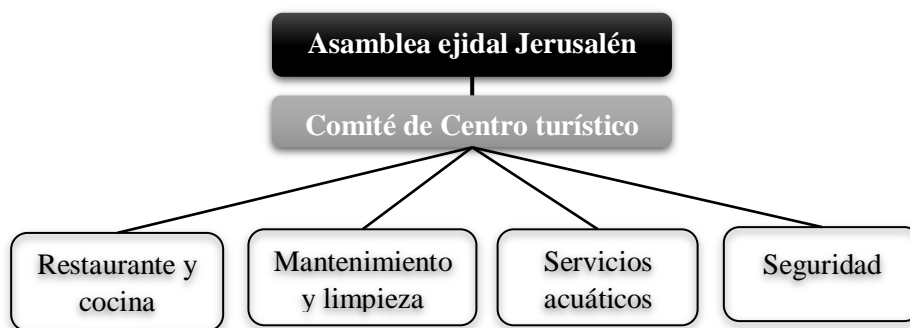 Asamblea ejidal Jerusalén
Comité de Centro turístico
Restaurante y
cocina
Mantenimiento
y limpieza
Servicios
acuáticos
Seguridad